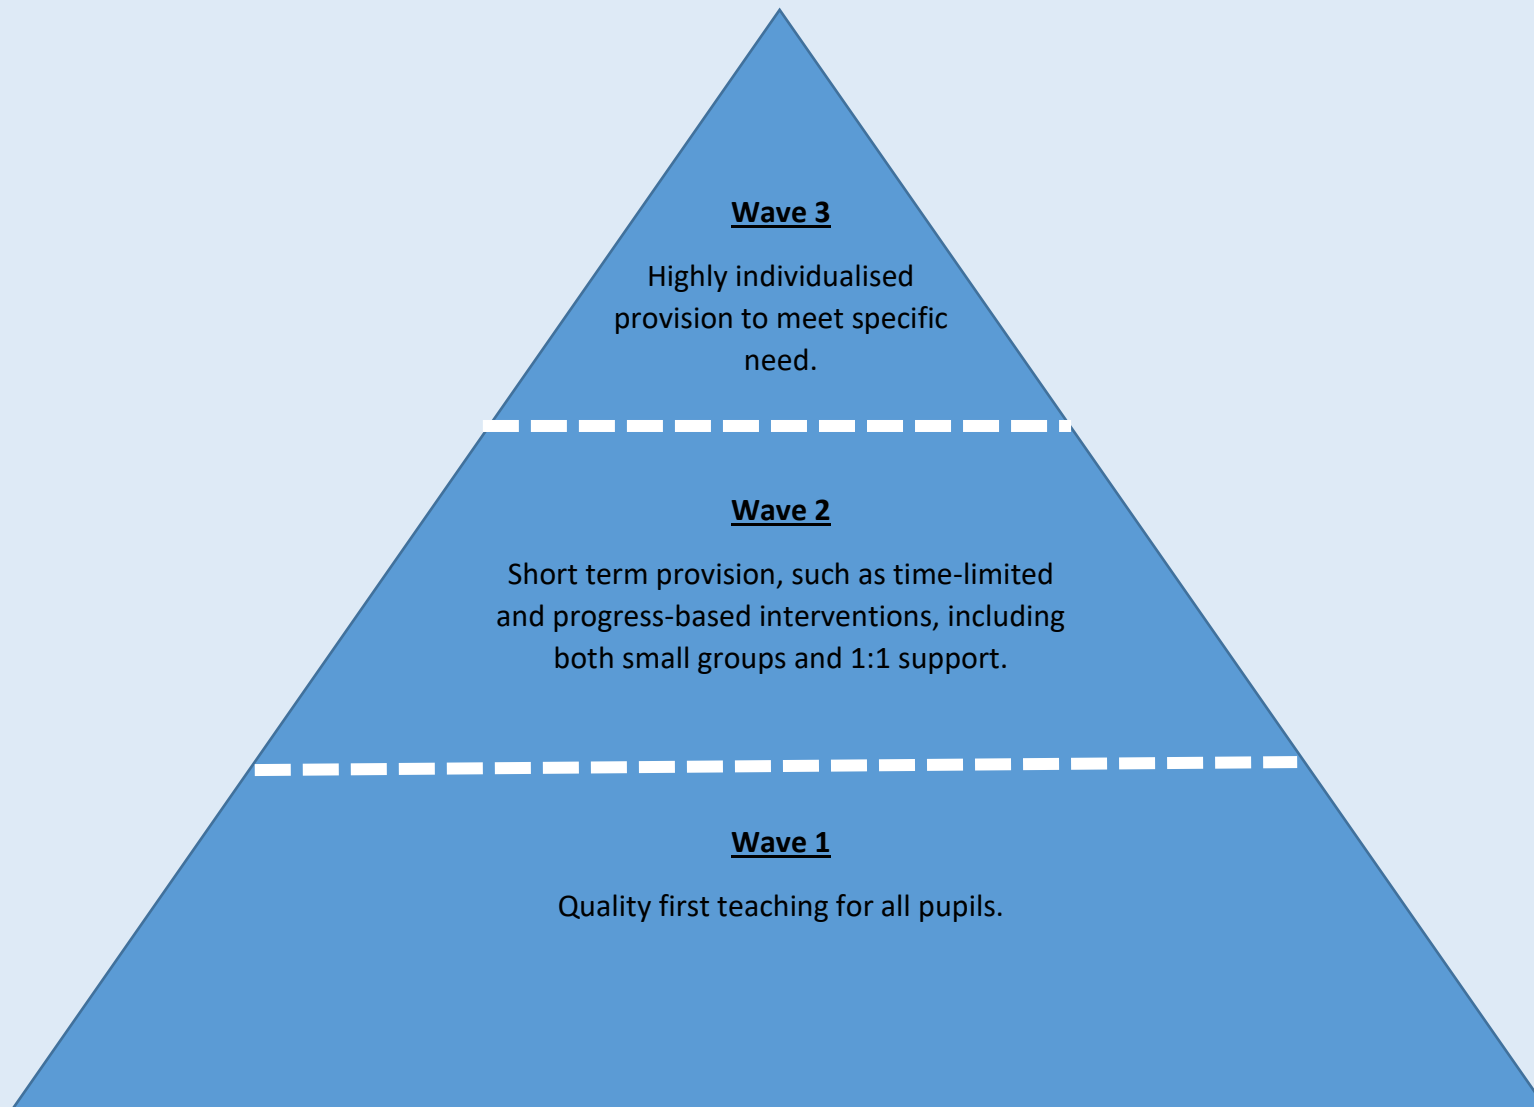 Wave 3
Highly individualised
provision to meet specific
need.
Wave 2
Short term provision, such as time-limited
and progress-based interventions, including
both small groups and 1:1 support.
Wave 1
Quality first teaching for all pupils.